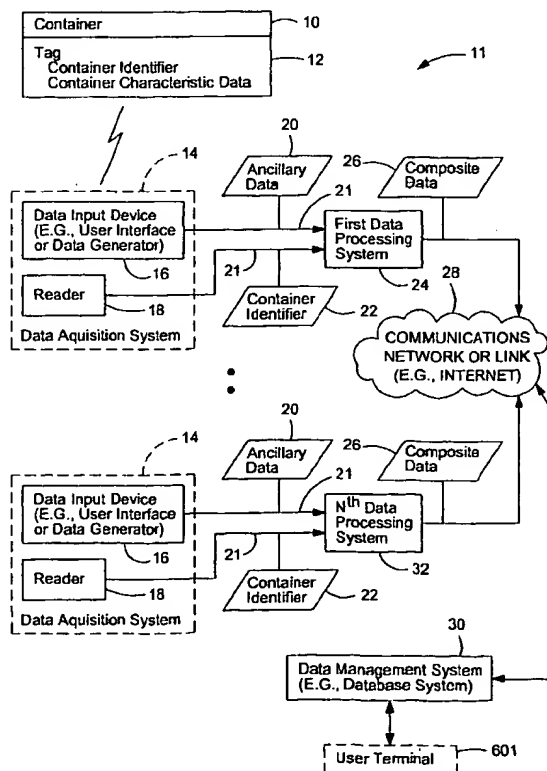 Container
10
Tag
Container Identifier
Container Characteristic Data
12
11
14
20
Ancillary
Data
26
Composite
Data
Data Input Device
(E.G., User Interface
or Data Generator)
16
21
First Data
Processing
System
24
Reader
18
21
Container
Identifier
22
Data Aquisition System
28
COMMUNICATIONS
NETWORK OR LINK
(E.G., INTERNET)
14
20
Ancillary
Data
26
Composite
Data
Data Input Device
(E.G., User Interface
or Data Generator)
16
21
Nth Data
Processing
System
32
Reader
18
21
Container
Identifier
22
Data Aquisition System
30
Data Management System
(E.G., Database System)
User Terminal
601